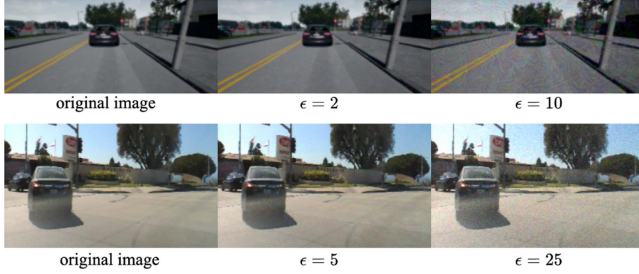 original image
ϵ = 2
ϵ = 10
original image
ϵ = 5
ϵ = 25